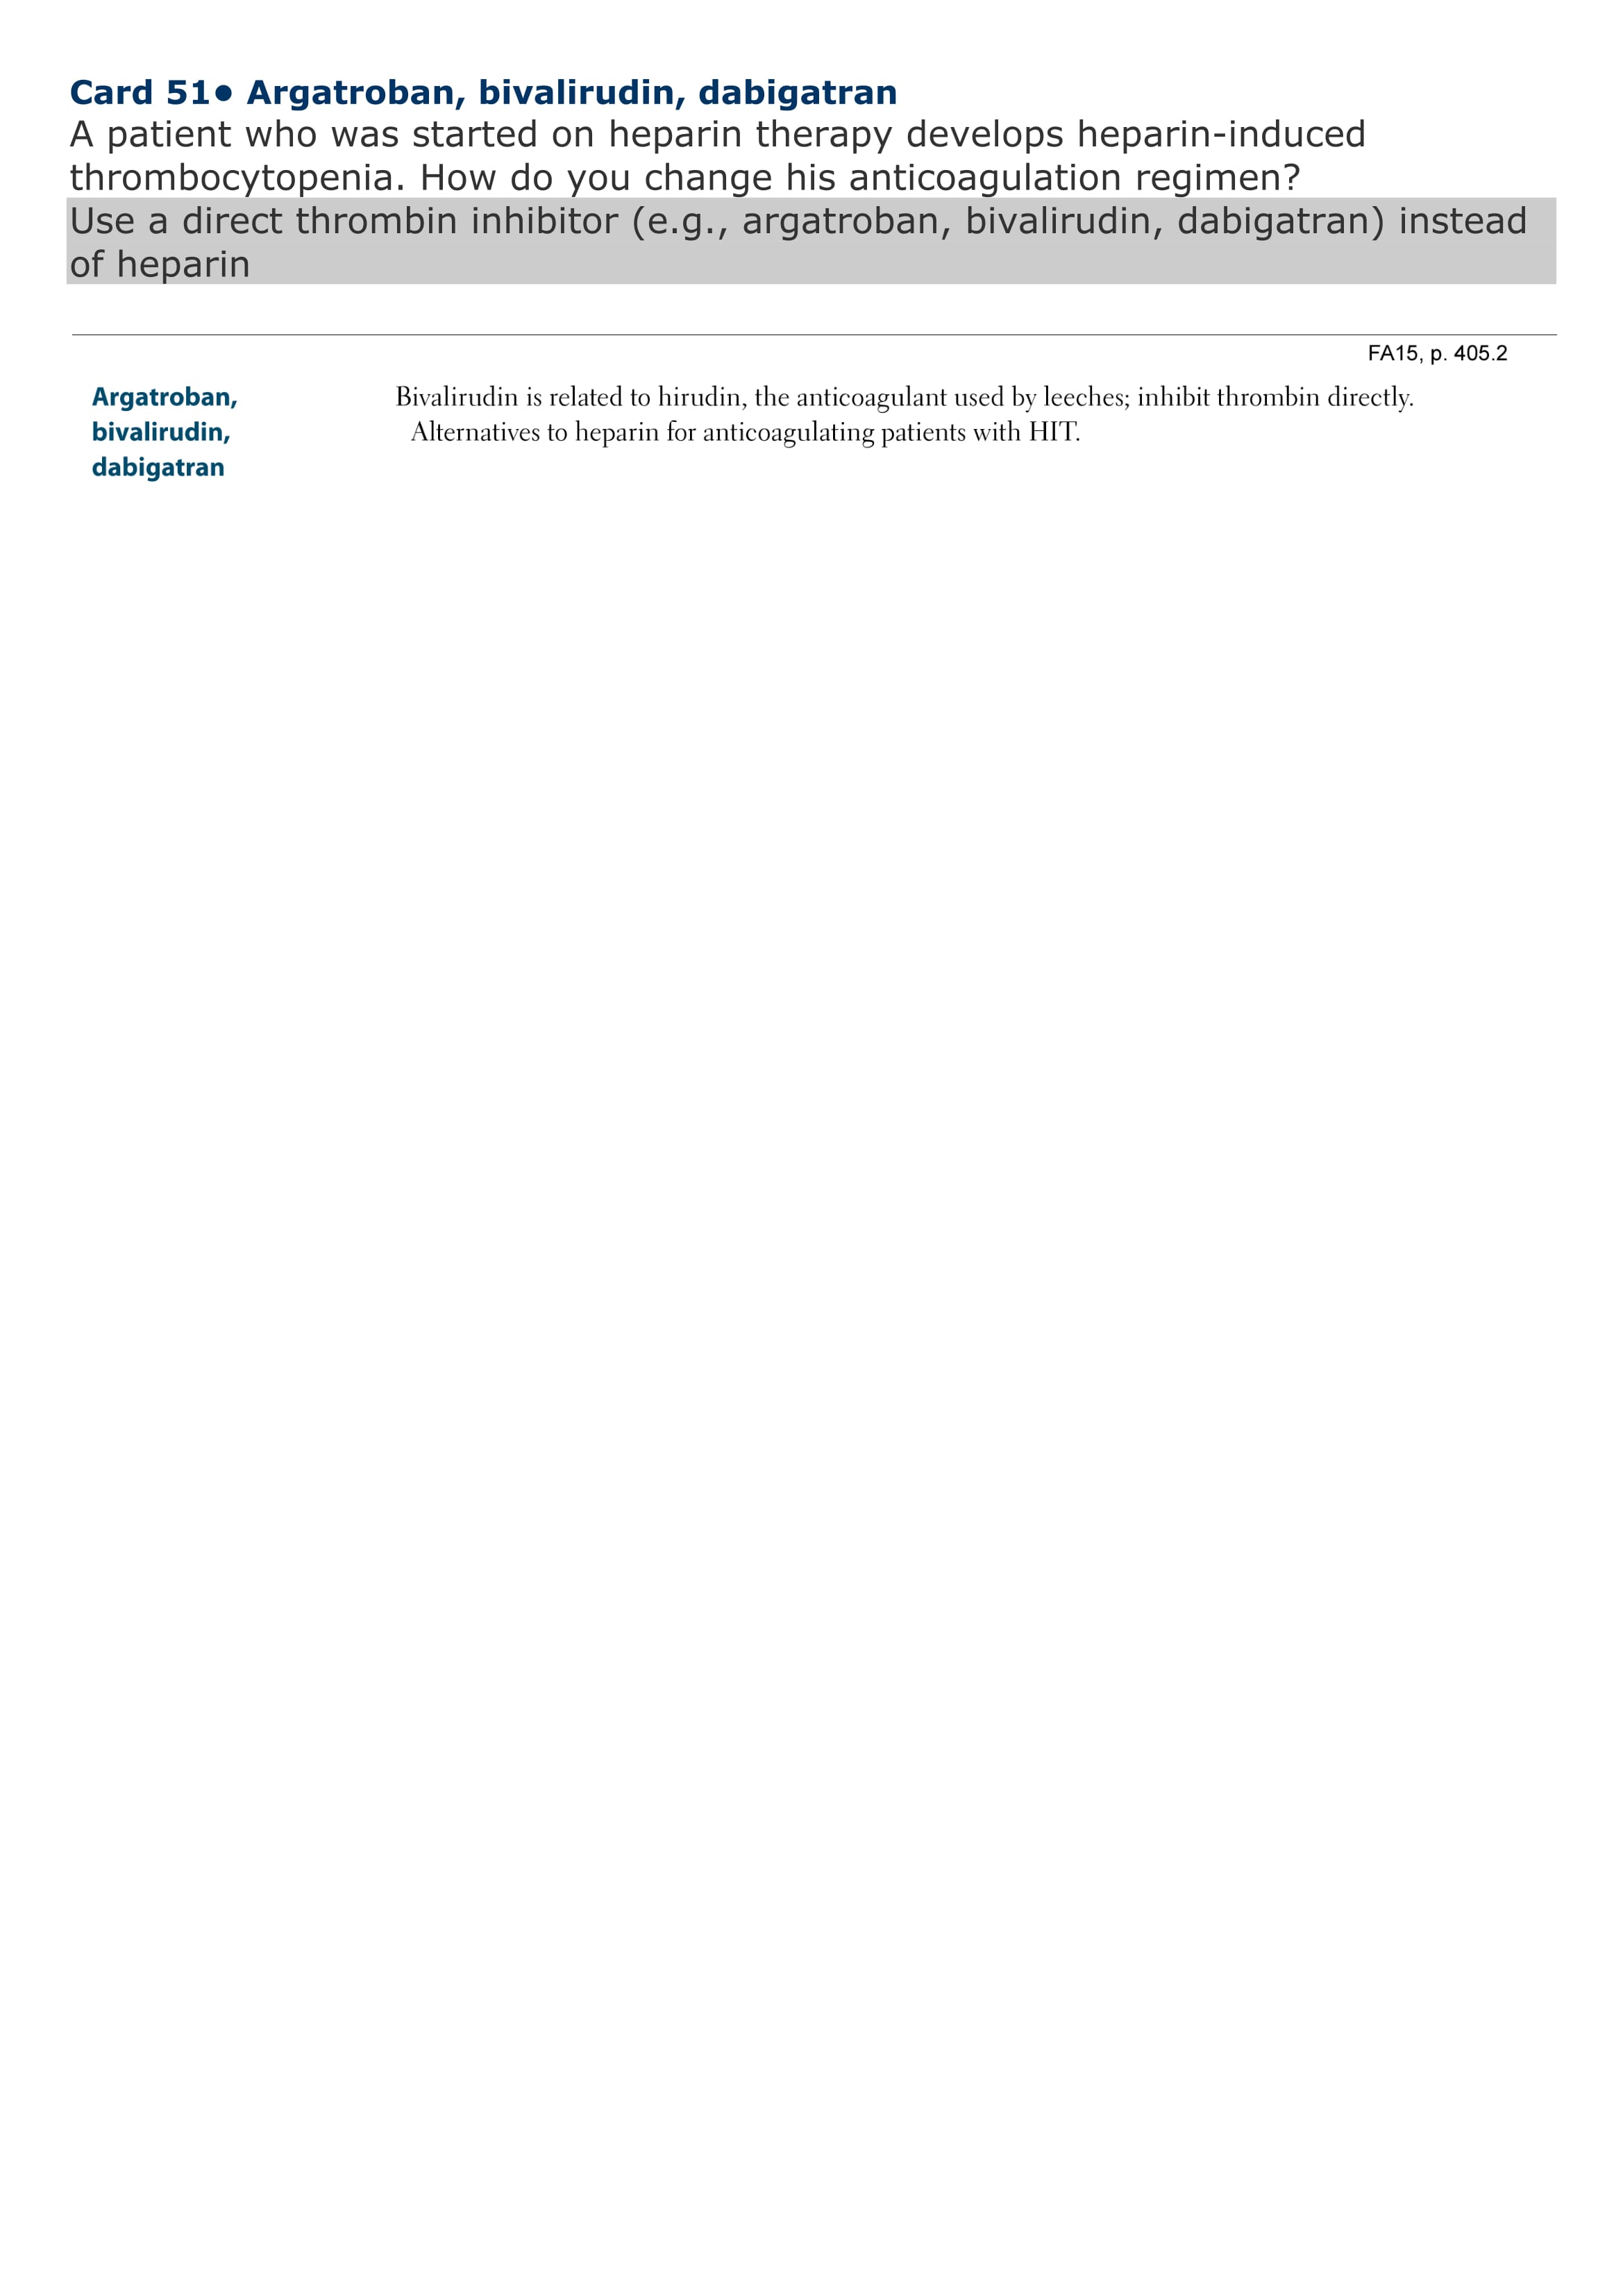 Card 51● Argatroban, bivalirudin, dabigatran
A patient who was started on heparin therapy develops heparin-induced
thrombocytopenia. How do you change his anticoagulation regimen?
Use a direct thrombin inhibitor (e.g., argatroban, bivalirudin, dabigatran) instead
of heparin
FA15, p. 405.2
Argatroban,
bivalirudin,
dabigatran
Bivalirudin is related to hirudin, the anticoagulant used by leeches; inhibit thrombin directly.
Alternatives to heparin for anticoagulating patients with HIT.